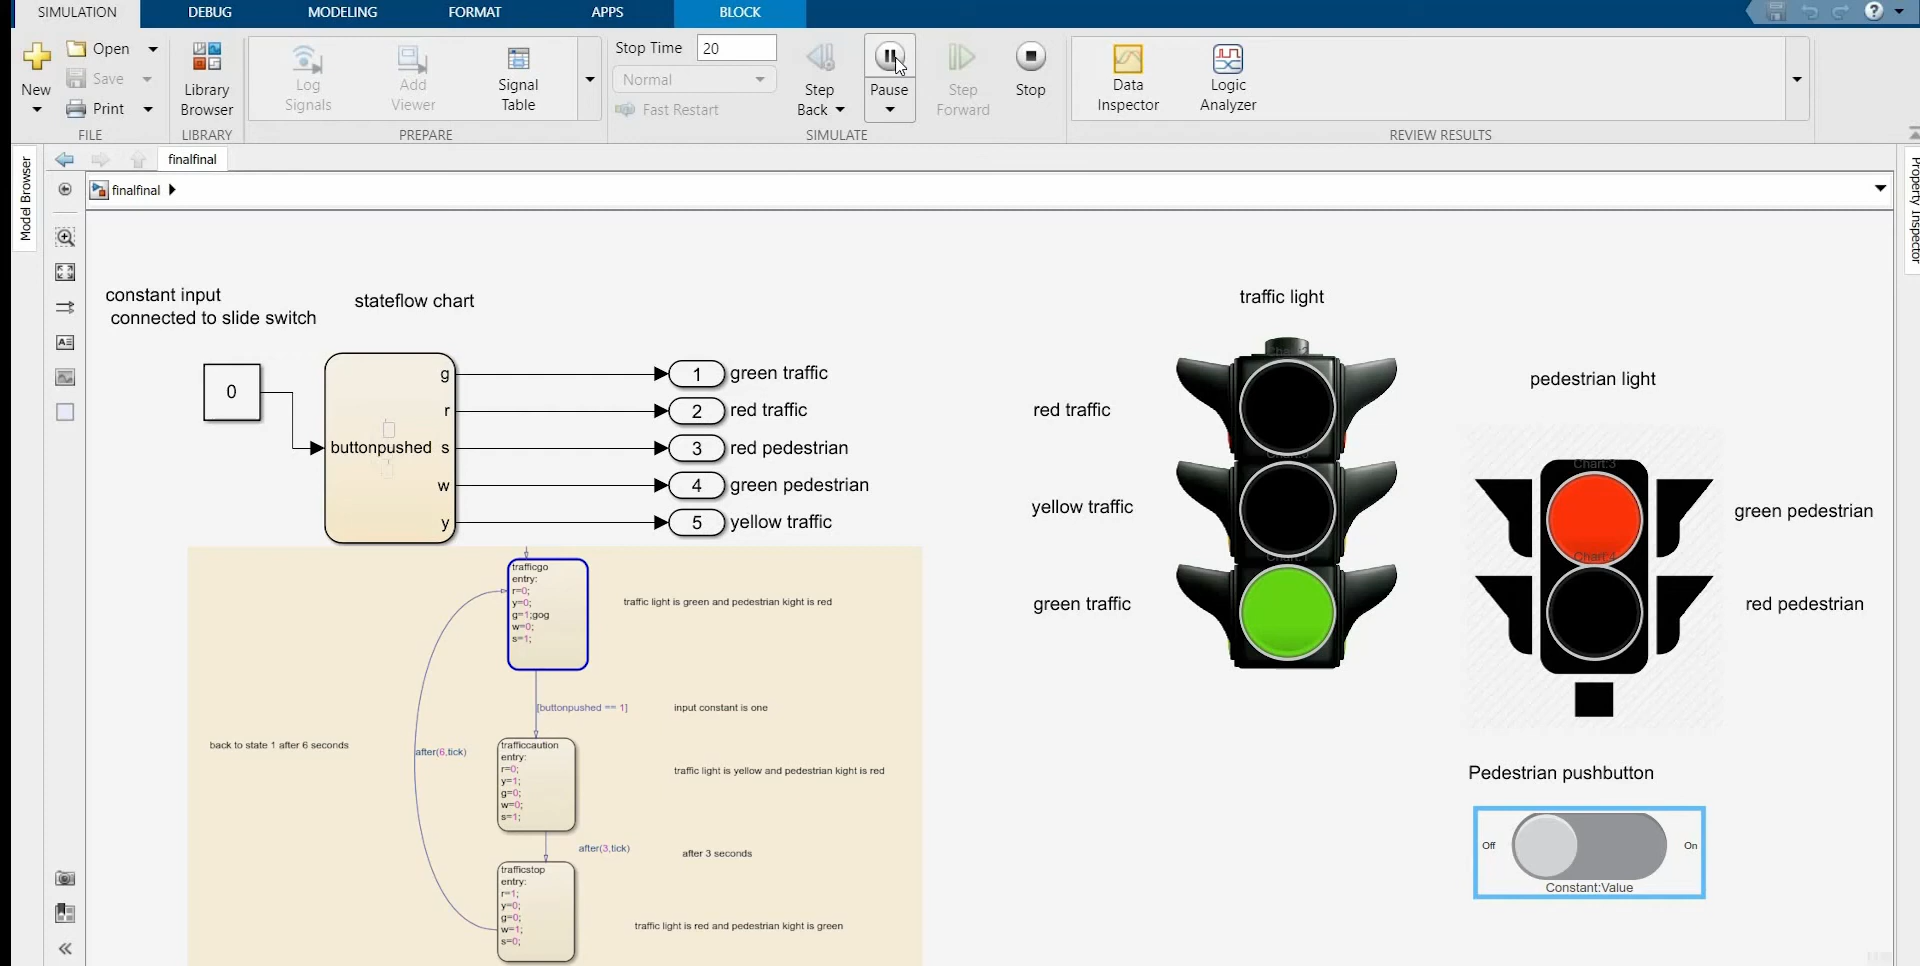 SIMULATION DEBUG MODELING FORMAT APPS BLOCK
New
Open
Save
Print
FILE
Library
Browser
LIBRARY
Log
Signals
Add
Viewer
Signal
Table
PREPARE
Stop Time 20
Normal
Fast Restart
Step
Back
Pause
Step
Forward
Stop
SIMULATE
Data
Inspector
Logic
Analyzer
REVIEW RESULTS
Model Browser
Property Inspector
finalfinal
finalfinal
constant input
connected to slide switch
stateflow chart
0
buttonpushed
g
r
s
w
y
1 green traffic
2 red traffic
3 red pedestrian
4 green pedestrian
5 yellow traffic
trafficgo
entry:
r=0;
y=0;
g=1;gog
w=0;
s=1;
traffic light is green and pedestrian kight is red
[buttonpushed == 1]
input constant is one
back to state 1 after 6 seconds
after(6,tick)
trafficcaution
entry:
r=0;
y=1;
g=0;
w=0;
s=1;
traffic light is yellow and pedestrian kight is red
after(3,tick)
after 3 seconds
trafficstop
entry:
r=1;
y=0;
g=0;
w=1;
s=0;
traffic light is red and pedestrian kight is green
traffic light
red traffic
yellow traffic
green traffic
pedestrian light
Chart:3
Chart:4
green pedestrian
red pedestrian
Pedestrian pushbutton
Off
On
Constant:Value